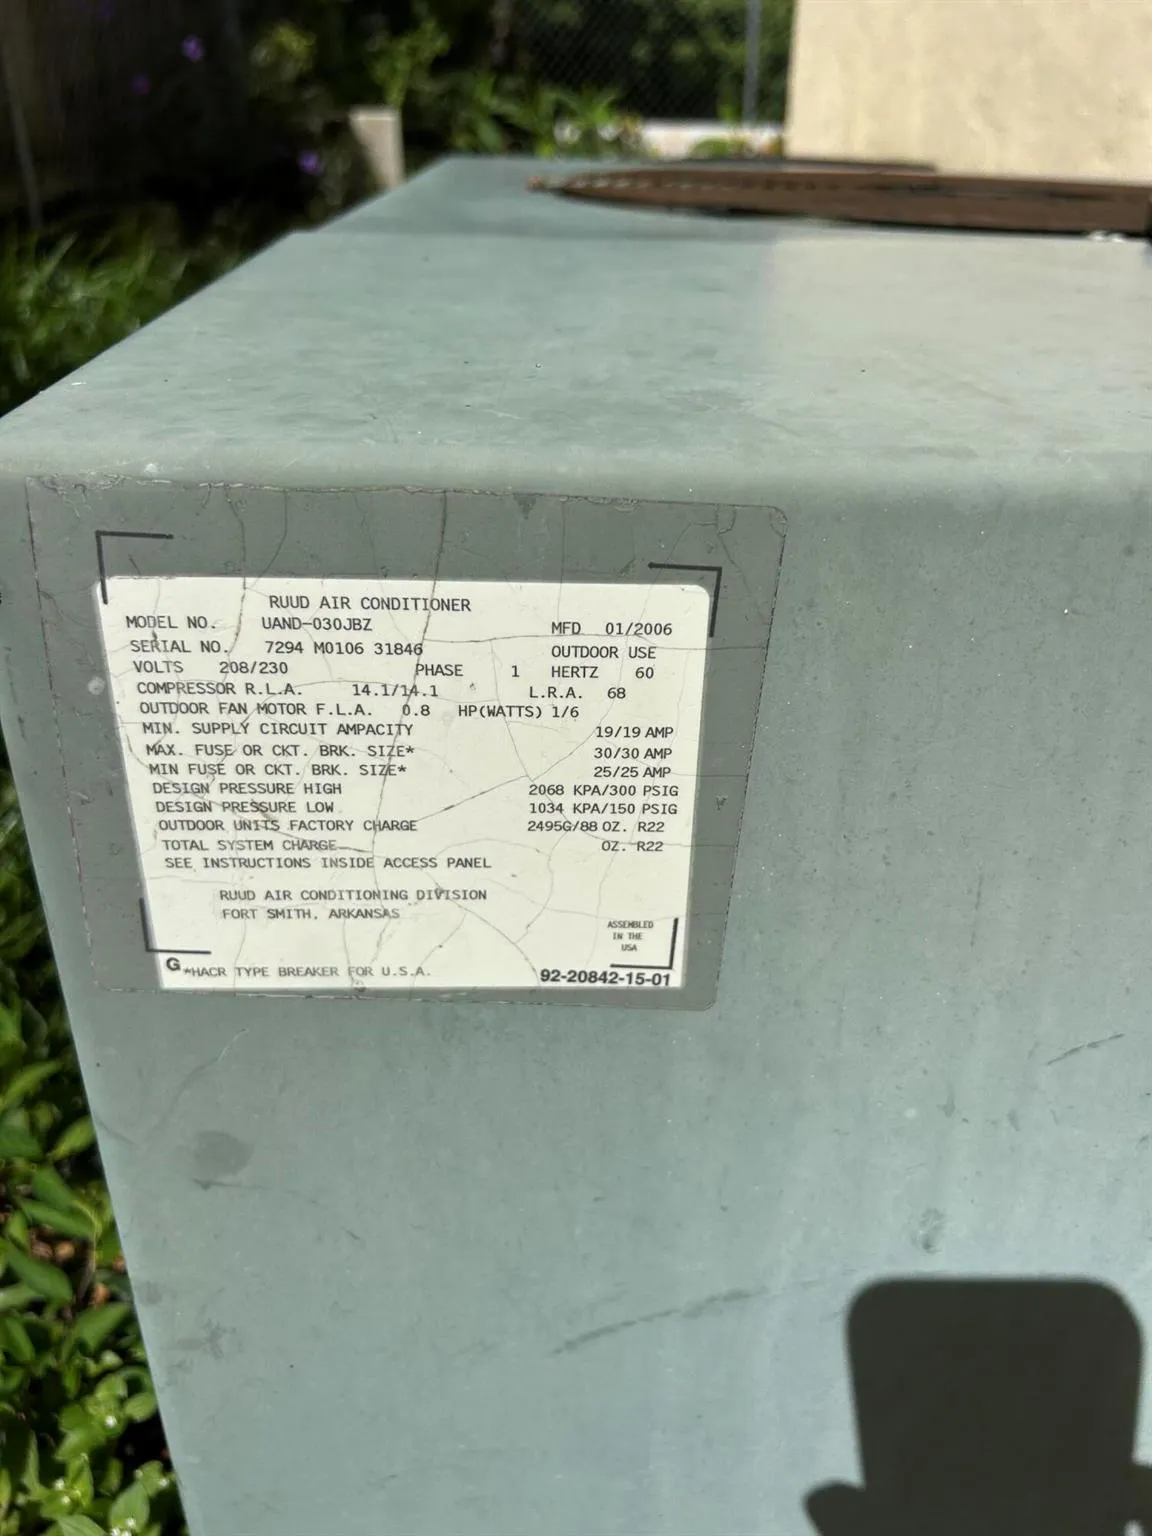 RUUD AIR CONDITIONER
MODEL NO. UAND-030JBZ MFD 01/2006
SERIAL NO. 7294 M0106 31846 OUTDOOR USE
VOLTS 208/230 PHASE 1 HERTZ 60
COMPRESSOR R.L.A. 14.1/14.1 L.R.A. 68
OUTDOOR FAN MOTOR F.L.A. 0.8 HP(WATTS) 1/6
MIN. SUPPLY CIRCUIT AMPACITY 19/19 AMP
MAX. FUSE OR CKT. BRK. SIZE* 30/30 AMP
MIN FUSE OR CKT. BRK. SIZE* 25/25 AMP
DESIGN PRESSURE HIGH 2068 KPA/300 PSIG
DESIGN PRESSURE LOW 1034 KPA/150 PSIG
OUTDOOR UNITS FACTORY CHARGE 2495G/88 OZ. R22
TOTAL SYSTEM CHARGE OZ. R22
SEE INSTRUCTIONS INSIDE ACCESS PANEL
RUUD AIR CONDITIONING DIVISION
FORT SMITH, ARKANSAS
ASSEMBLED
IN THE
USA
G *HACR TYPE BREAKER FOR U.S.A. 92-20842-15-01